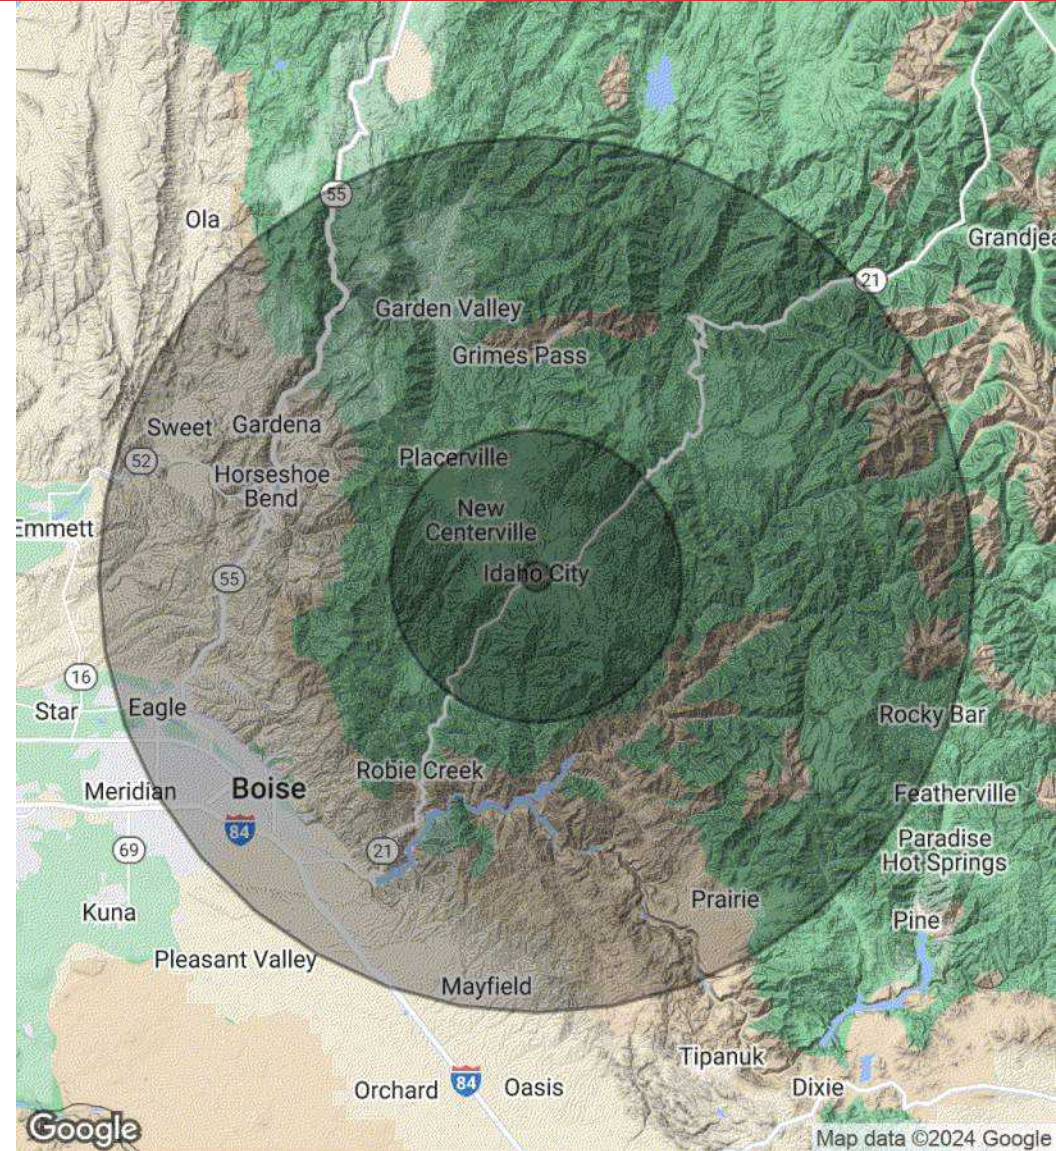 55
Ola
Grandjea
21
Garden Valley
Grimes Pass
Sweet
Gardena
52
Placerville
Horseshoe
Bend
New
Centerville
Emmett
Idaho City
55
16
Star
Eagle
Rocky Bar
Robie Creek
Meridian
Boise
Featherville
84
69
21
Paradise
Hot Springs
Prairie
Kuna
Pine
Pleasant Valley
Mayfield
Tipanuk
Orchard
84
Oasis
Dixie
Google
Map data ©2024 Google